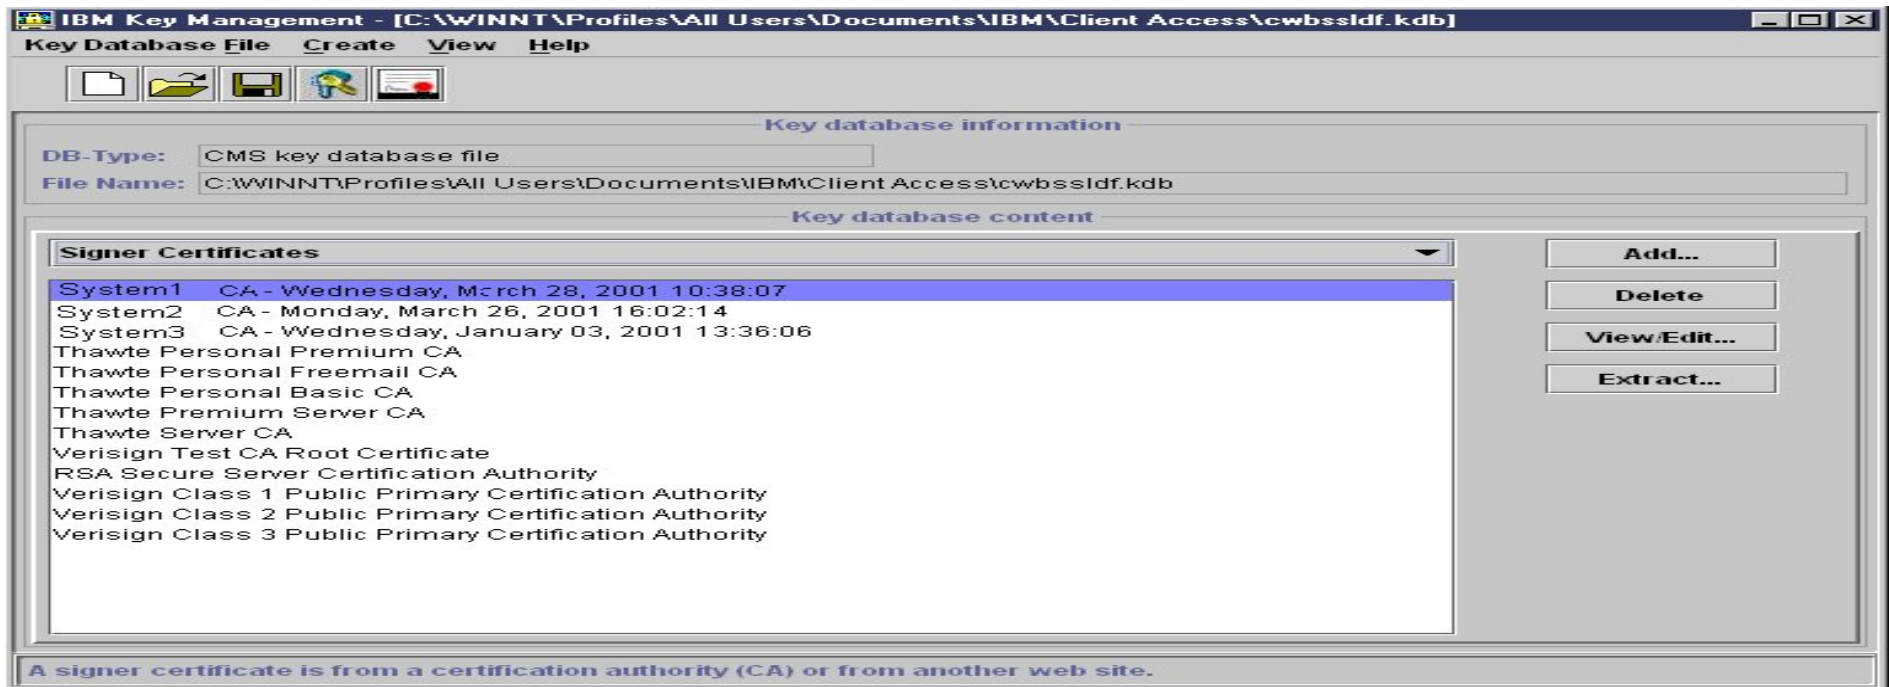 IBM Key Management - [C:\WINNT\Profiles\All Users\Documents\IBM\Client Access\cwbssldf.kdb]
Key Database File Create View Help
Key database information
DB-Type: CMS key database file
File Name: C:\WINNT\Profiles\All Users\Documents\IBM\Client Access\cwbssldf.kdb
Key database content
Signer Certificates
Add...
System1 CA - Wednesday, March 28, 2001 10:38:07
Delete
System2 CA - Monday, March 26, 2001 16:02:14
System3 CA - Wednesday, January 03, 2001 13:36:06
View/Edit...
Thawte Personal Premium CA
Thawte Personal Freemail CA
Extract...
Thawte Personal Basic CA
Thawte Premium Server CA
Thawte Server CA
Verisign Test CA Root Certificate
RSA Secure Server Certification Authority
Verisign Class 1 Public Primary Certification Authority
Verisign Class 2 Public Primary Certification Authority
Verisign Class 3 Public Primary Certification Authority
A signer certificate is from a certification authority (CA) or from another web site.